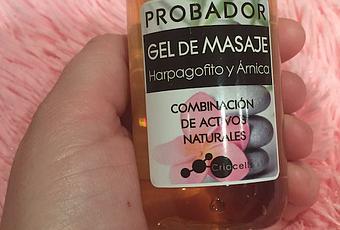 PROBADOR
GEL DE MASAJE
Harpagofito y Árnica
COMBINACIÓN
DE ACTIVOS
NATURALES